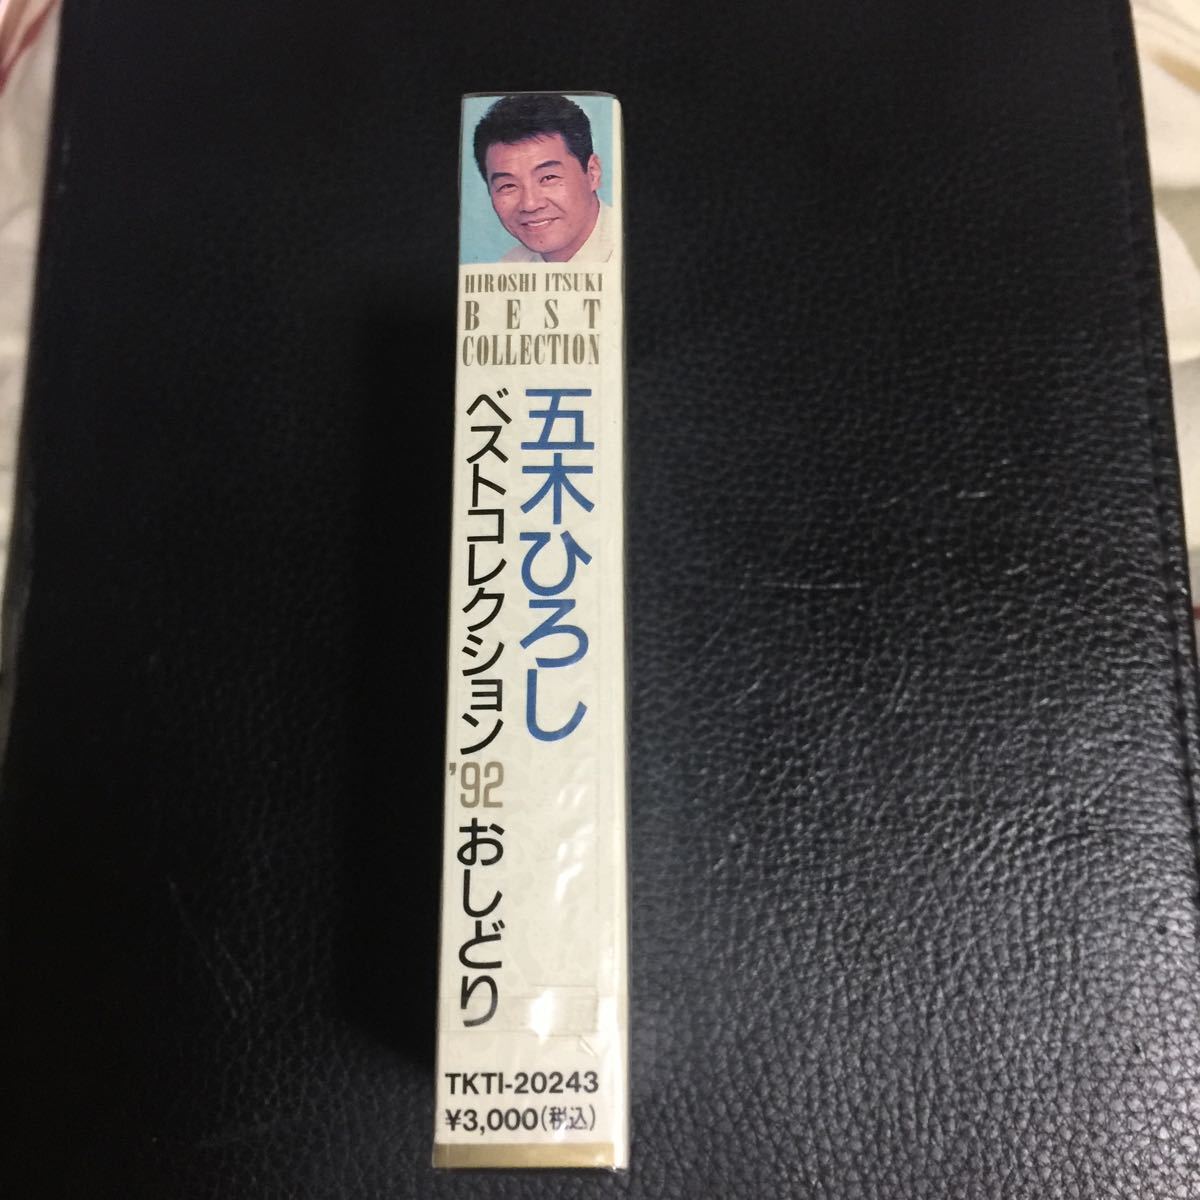 HIROSHI ITSUKI
BEST
COLLECTION
五木ひろし
ベストコレクション'92 おしどり
TKTI-20243
¥3,000(税込)